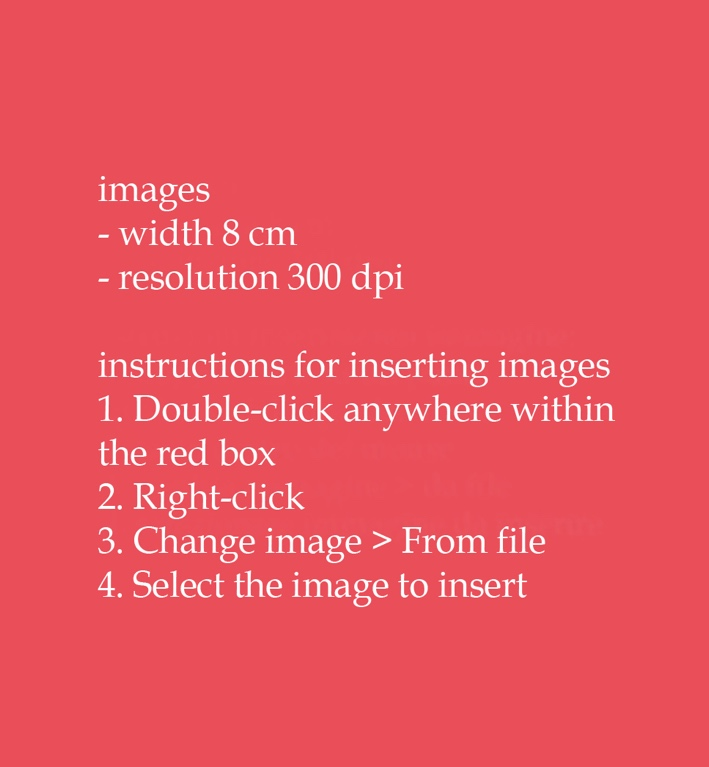 images
- width 8 cm
- resolution 300 dpi
instructions for inserting images
1. Double-click anywhere within
the red box
2. Right-click
3. Change image > From file
4. Select the image to insert